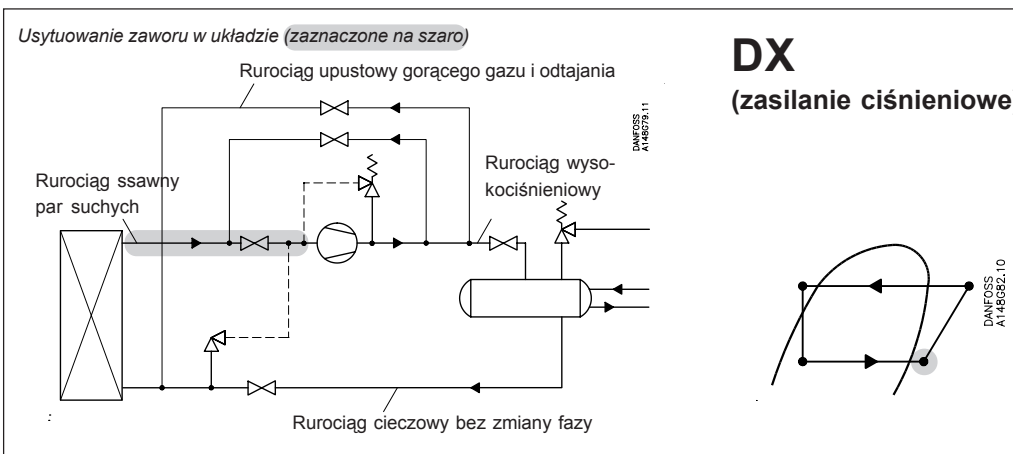 Usytuowanie zaworu w układzie (zaznaczone na szaro)
Rurociąg upustowy gorącego gazu i odtajania
DANFOSS
A148G79.11
Rurociąg wyso-
kociśnieniowy
Rurociąg ssawny
par suchych
Rurociąg cieczowy bez zmiany fazy
:
DX
(zasilanie ciśnieniowe
DANFOSS
A148G82.10